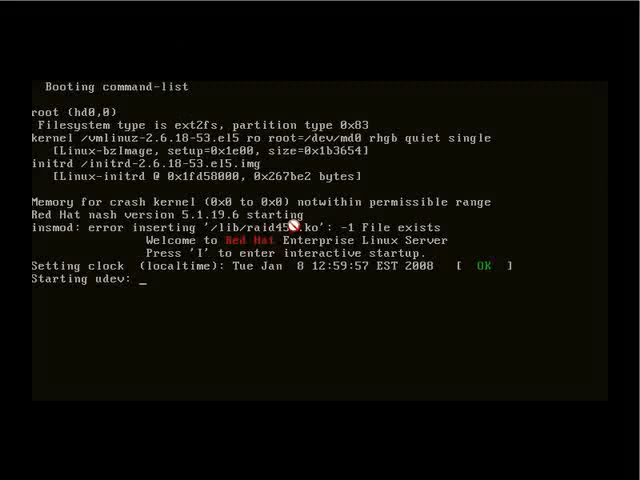 Booting command-list
root (hd0,0)
Filesystem type is ext2fs, partition type 0x83
kernel /vmlinuz-2.6.18-53.el5 ro root=/dev/md0 rhgb quiet single
[Linux-bzImage, setup=0x1e00, size=0x1b3654]
initrd /initrd-2.6.18-53.el5.img
[Linux-initrd @ 0x1fd58000, 0x267be2 bytes]
Memory for crash kernel (0x0 to 0x0) notwithin permissible range
Red Hat nash version 5.1.19.6 starting
insmod: error inserting -1 File exists
Welcome to Red Hat Enterprise Linux Server
Press 'I' to enter interactive startup.
Setting clock (localtime): Tue Jan 8 12:59:57 EST 2008 [ OK ]
Starting udev: _